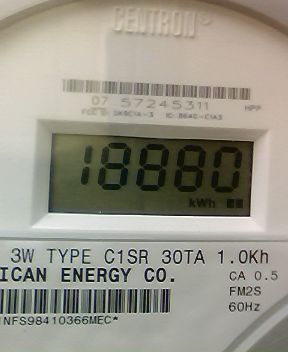 CENTRON
07 57245311
HPP
18880
kWh
3W TYPE C1SR 30TA 1.0Kh
ICAN ENERGY CO.
CA 0.5
FM2S
60Hz
NFS98410366MEC*